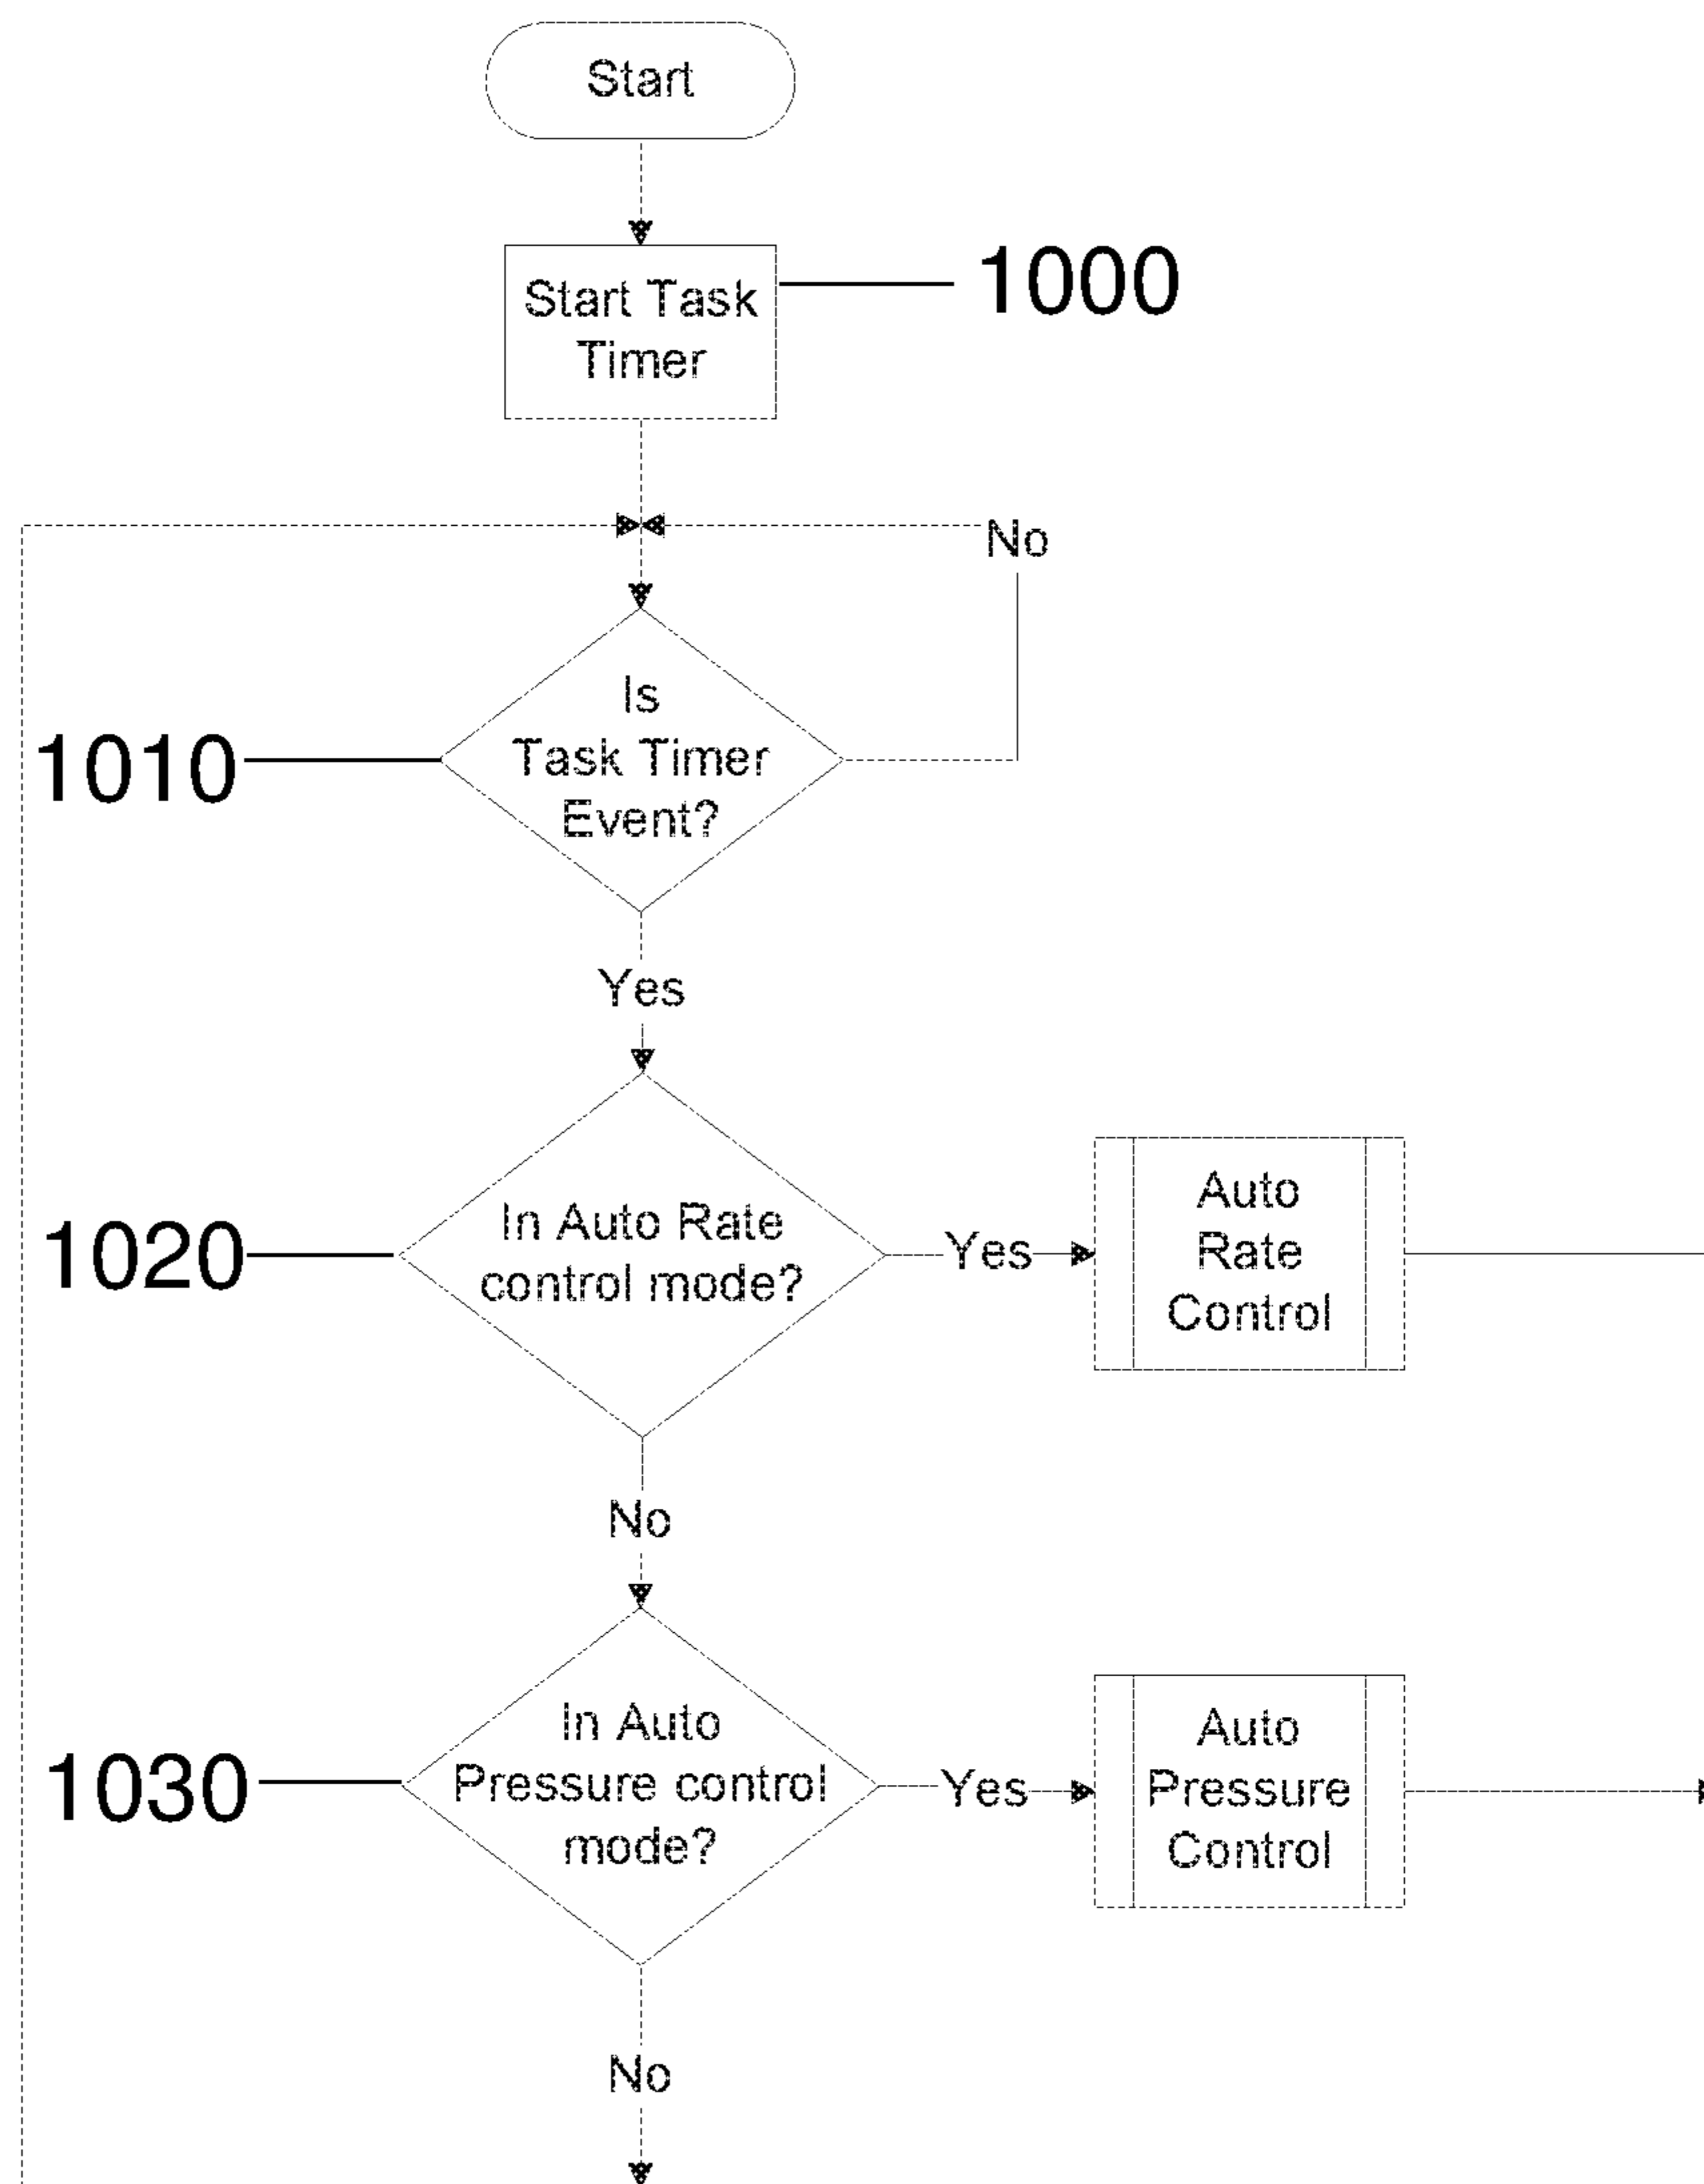 Start
Start Task
Timer
1000
No
Is
Task Timer
Event?
1010
Yes
In Auto Rate
control mode?
1020
Yes
Auto
Rate
Control
No
In Auto
Pressure control
mode?
1030
Yes
Auto
Pressure
Control
No